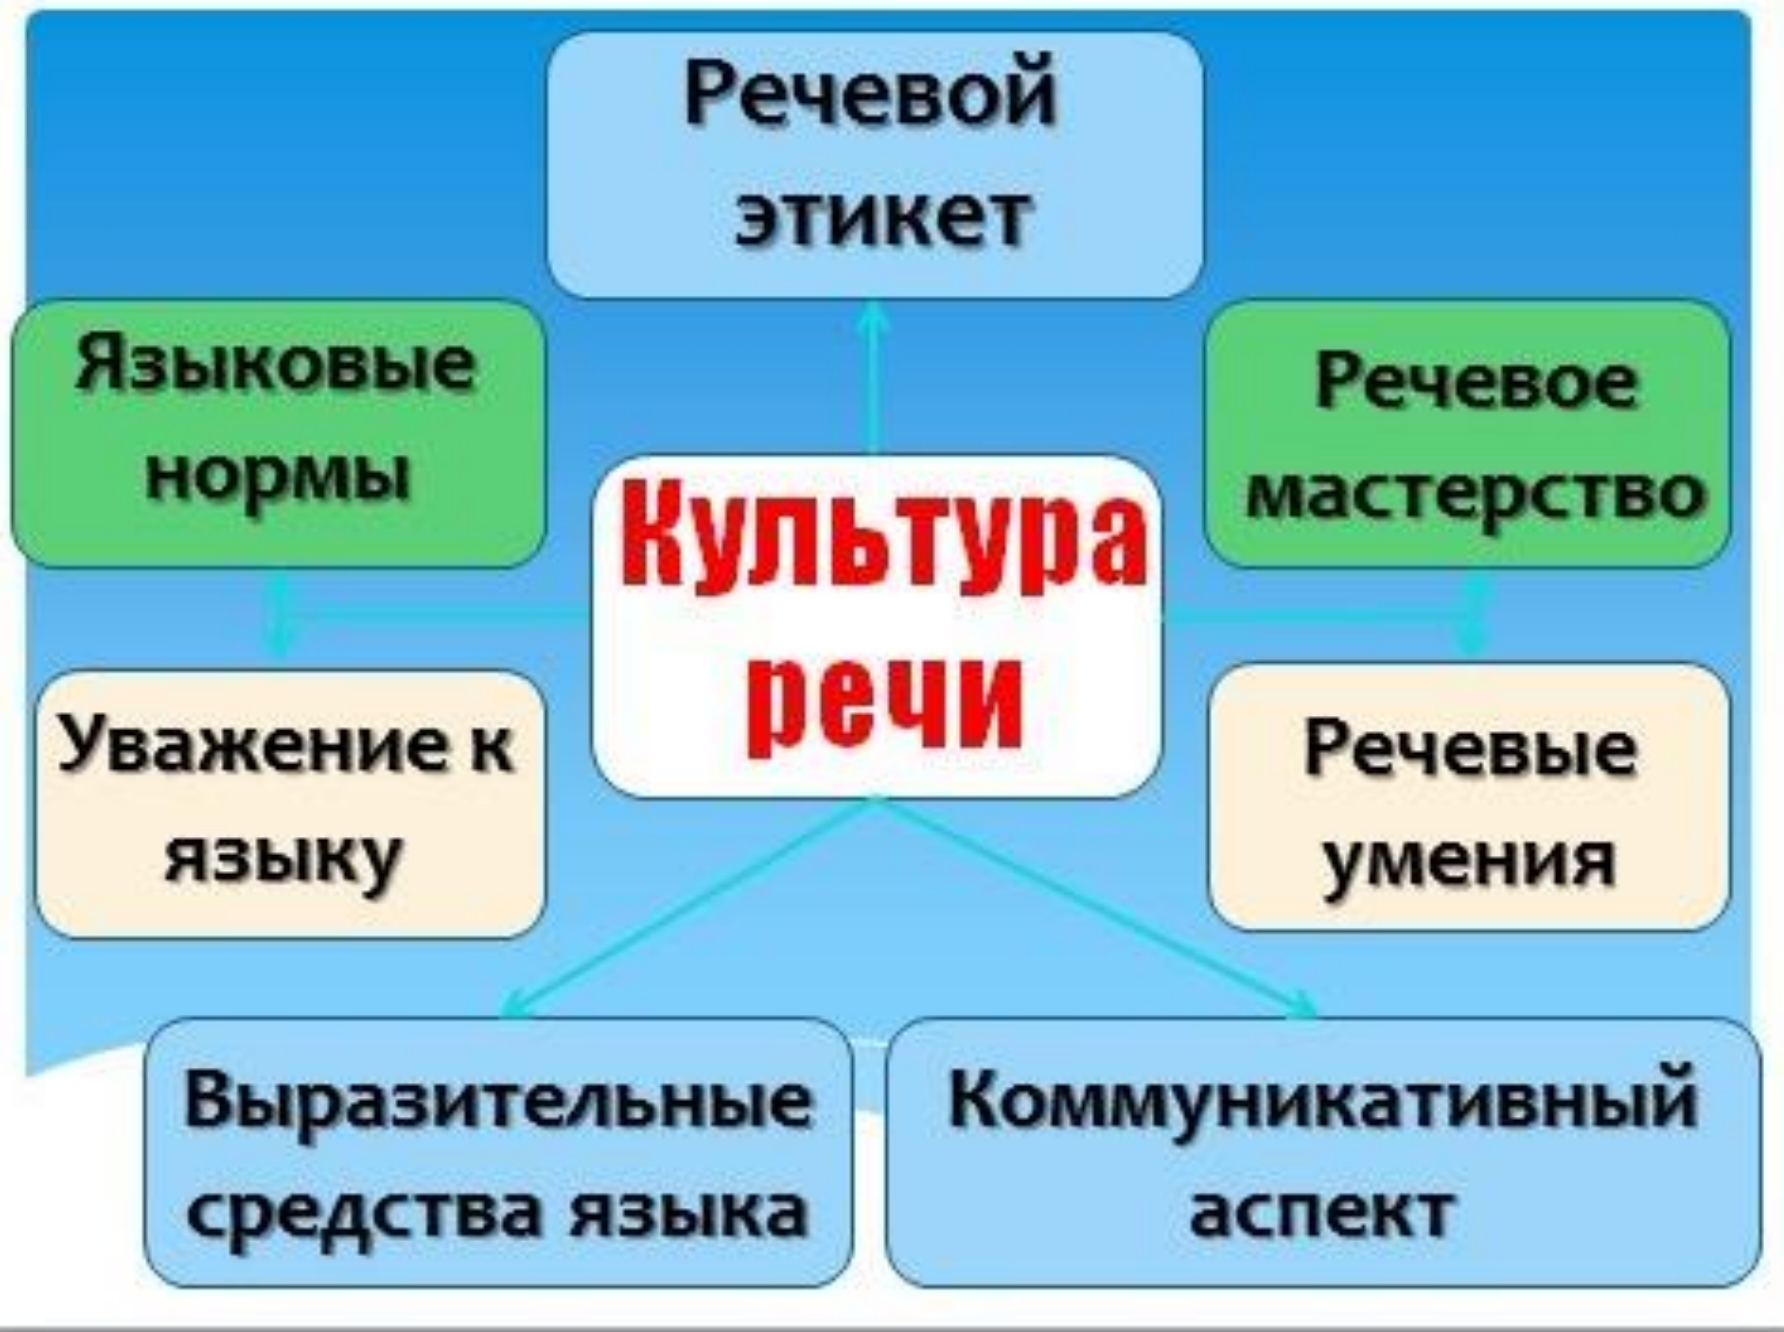 Речевой
этикет
Языковые
нормы
Речевое
мастерство
Культура
речи
Уважение к
языку
Речевые
умения
Выразительные
средства языка
Коммуникативный
аспект